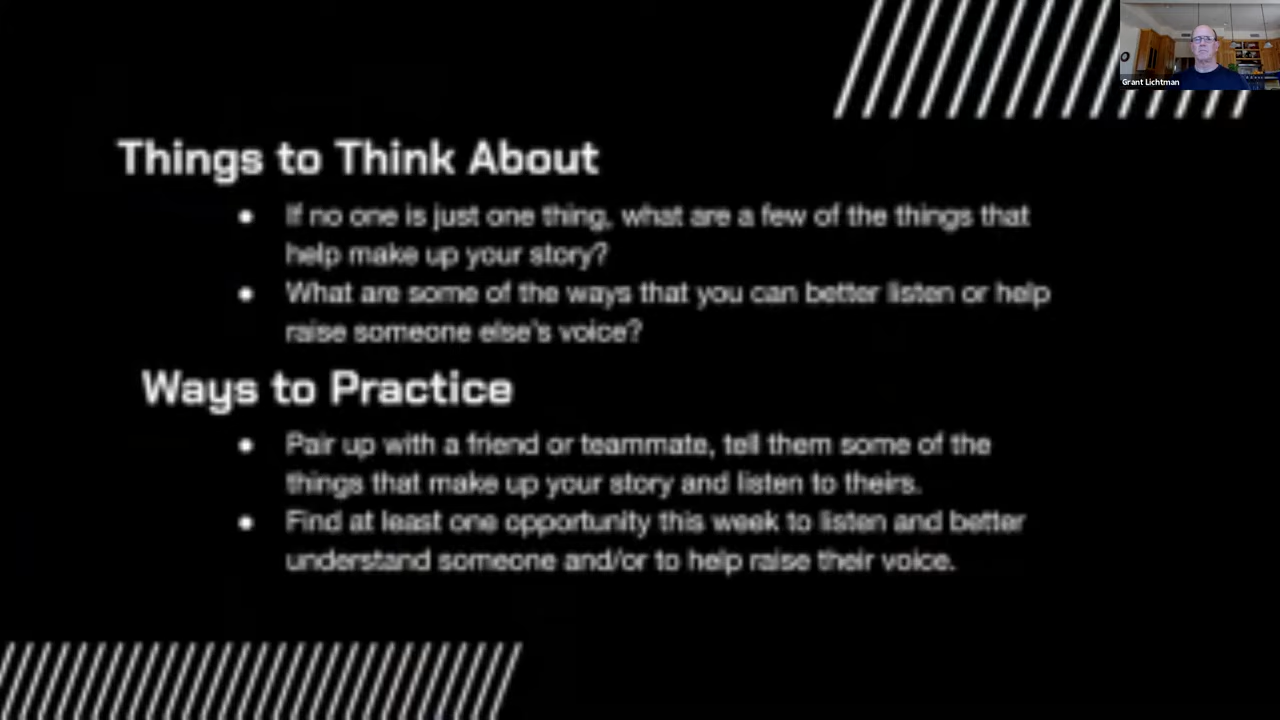 Grant Lichtman
Things to Think About
● If no one is just one thing, what are a few of the things that
help make up your story?
● What are some of the ways that you can better listen or help
raise someone else's voice?
Ways to Practice
● Pair up with a friend or teammate, tell them some of the
things that make up your story and listen to theirs.
● Find at least one opportunity this week to listen and better
understand someone and/or to help raise their voice.